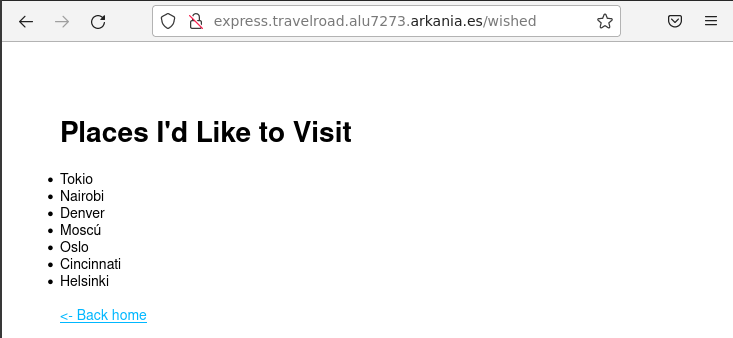 express.travelroad.alu7273.arkania.es/wished
Places I'd Like to Visit
Tokio
Nairobi
Denver
Moscú
Oslo
Cincinnati
Helsinki
<- Back home